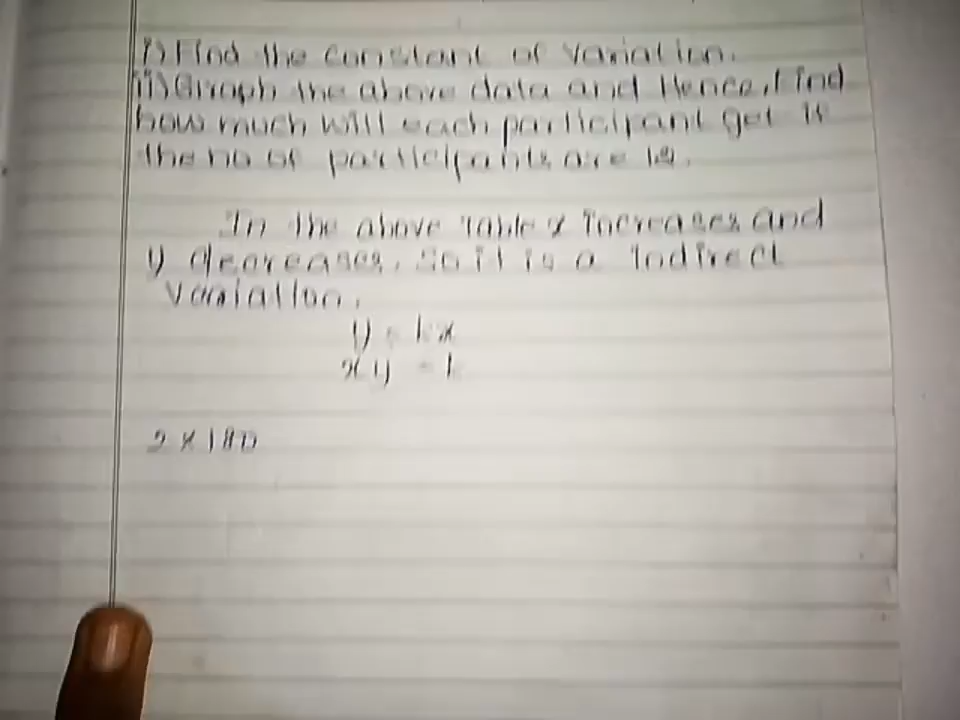 i) Find the constant of variation.
ii) Graph the above data and Hence, find
how much will each participant get if
the no of participants are
In the above table x increases and
y decreases, so it is a indirect
variation.
y = kx
xy = k
2 x 180